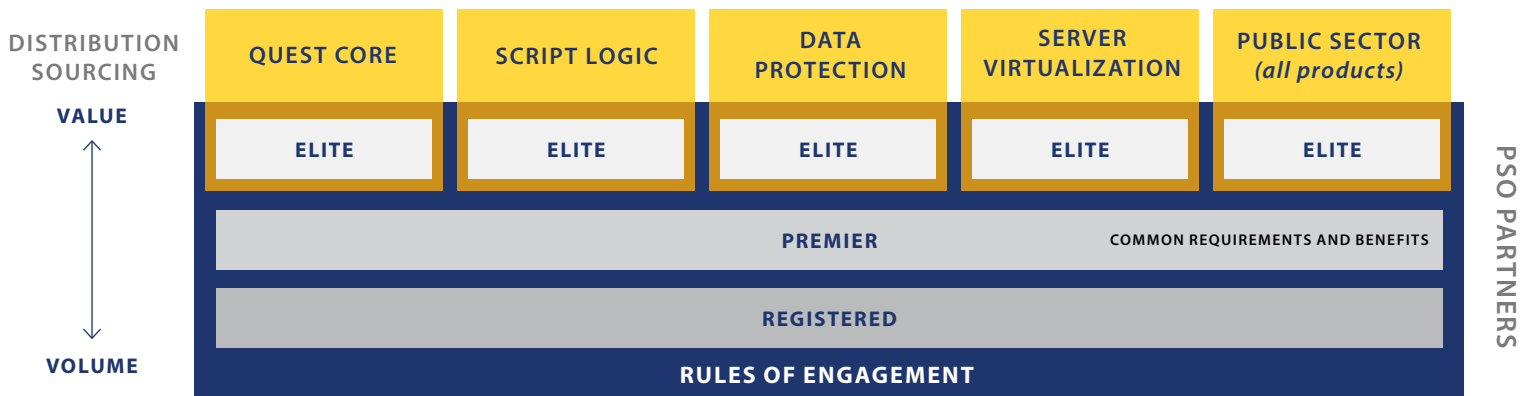 DISTRIBUTION
SOURCING
VALUE
VOLUME
QUEST CORE
SCRIPT LOGIC
DATA
PROTECTION
SERVER
VIRTUALIZATION
PUBLIC SECTOR
(all products)
ELITE
ELITE
ELITE
ELITE
ELITE
PREMIER
COMMON REQUIREMENTS AND BENEFITS
REGISTERED
RULES OF ENGAGEMENT
PSO PARTNERS